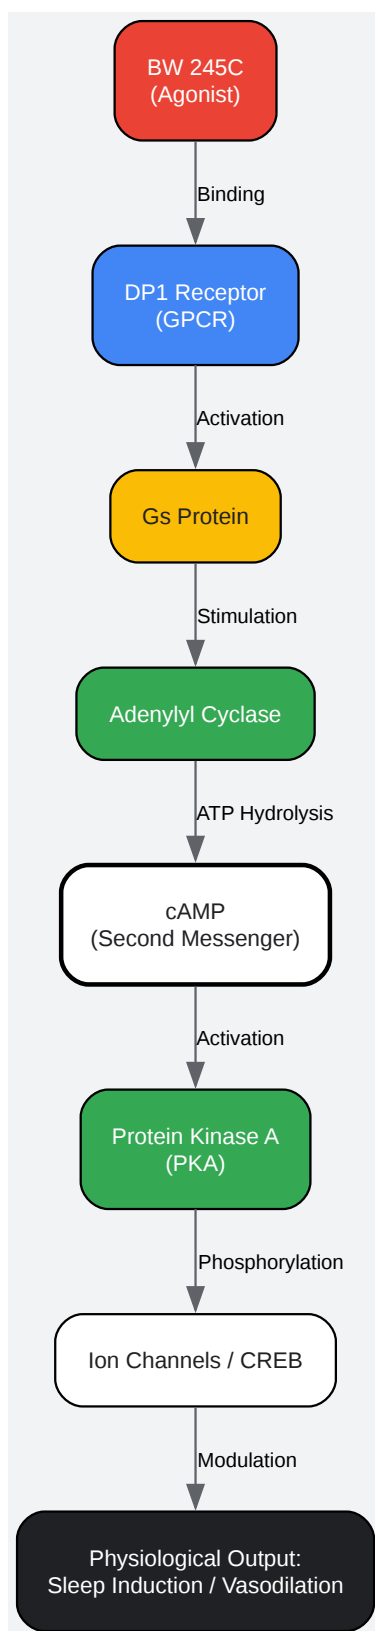 BW 245C
(Agonist)
Binding
DP1 Receptor
(GPCR)
Activation
Gs Protein
Stimulation
Adenylyl Cyclase
ATP Hydrolysis
cAMP
(Second Messenger)
Activation
Protein Kinase A
(PKA)
Phosphorylation
Ion Channels / CREB
Modulation
Physiological Output:
Sleep Induction / Vasodilation